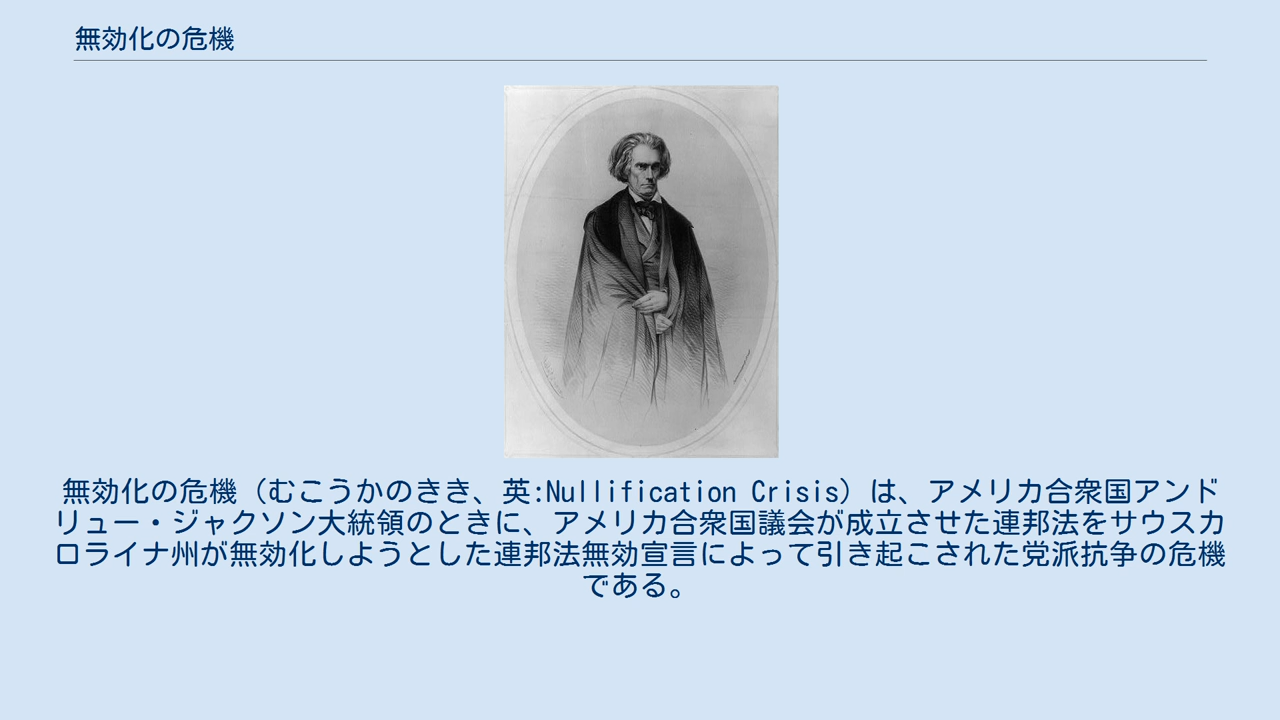 無効化の危機
無効化の危機（むこうかのきき、英:Nullification Crisis）は、アメリカ合衆国アンド
リュー・ジャクソン大統領のときに、アメリカ合衆国議会が成立させた連邦法をサウスカ
ロライナ州が無効化しようとした連邦法無効宣言によって引き起こされた党派抗争の危機
である。